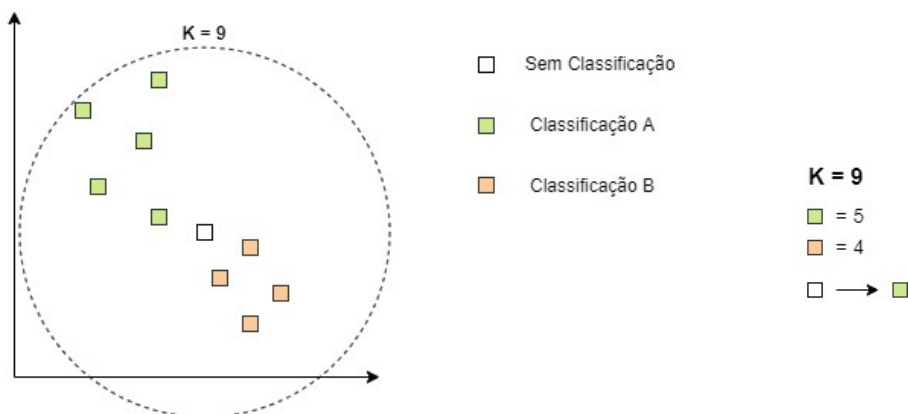 K = 9
Sem Classificação
Classificação A
Classificação B
K = 9
= 5
= 4